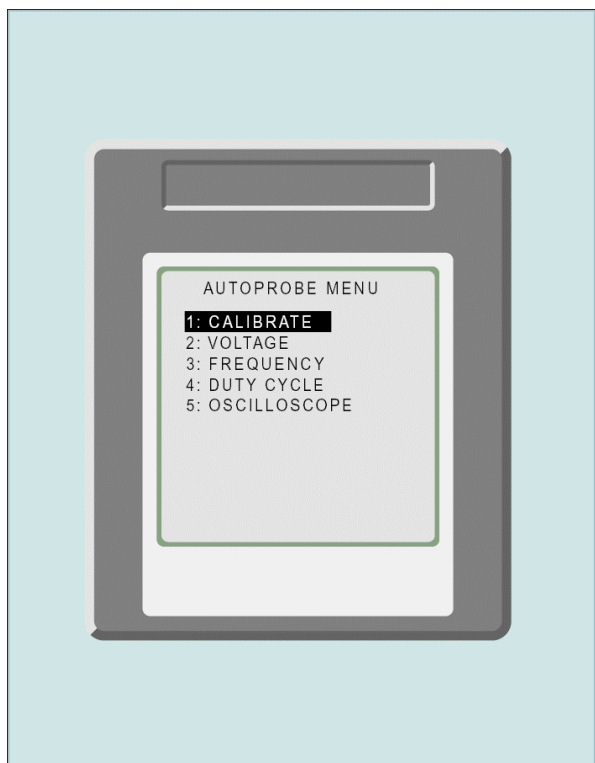 AUTOPROBE MENU
1: CALIBRATE
2: VOLTAGE
3: FREQUENCY
4: DUTY CYCLE
5: OSCILLOSCOPE